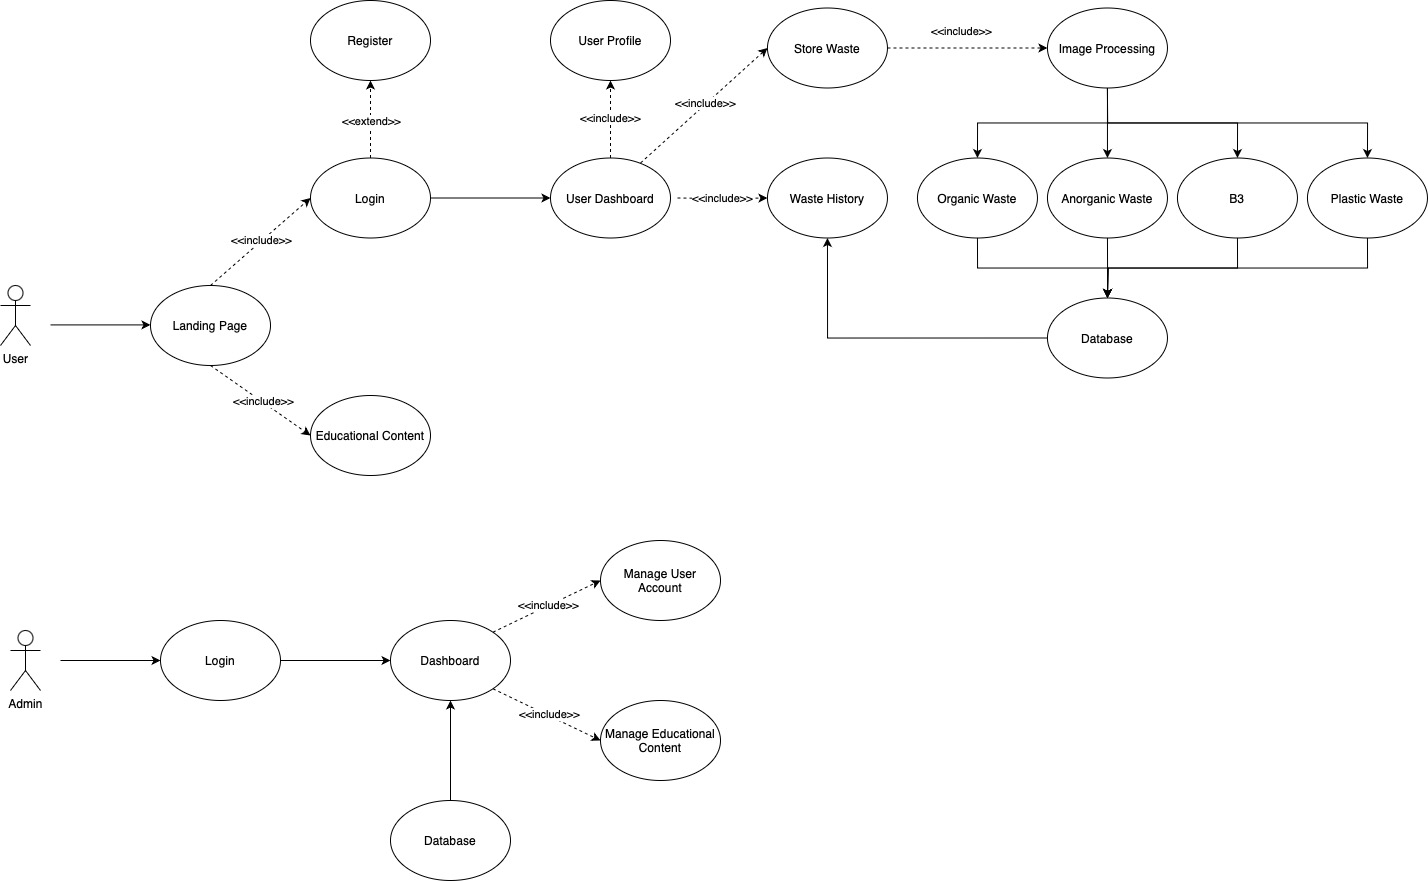 Register
User Profile
Store Waste
<<include>>
Image Processing
<<extend>>
<<include>>
<<include>>
Login
User Dashboard
<<include>>
Waste History
Organic Waste
Anorganic Waste
B3
Plastic Waste
<<include>>
User
Landing Page
Database
<<include>>
Educational Content
Manage User
Account
<<include>>
Admin
Login
Dashboard
<<include>>
Manage Educational
Content
Database